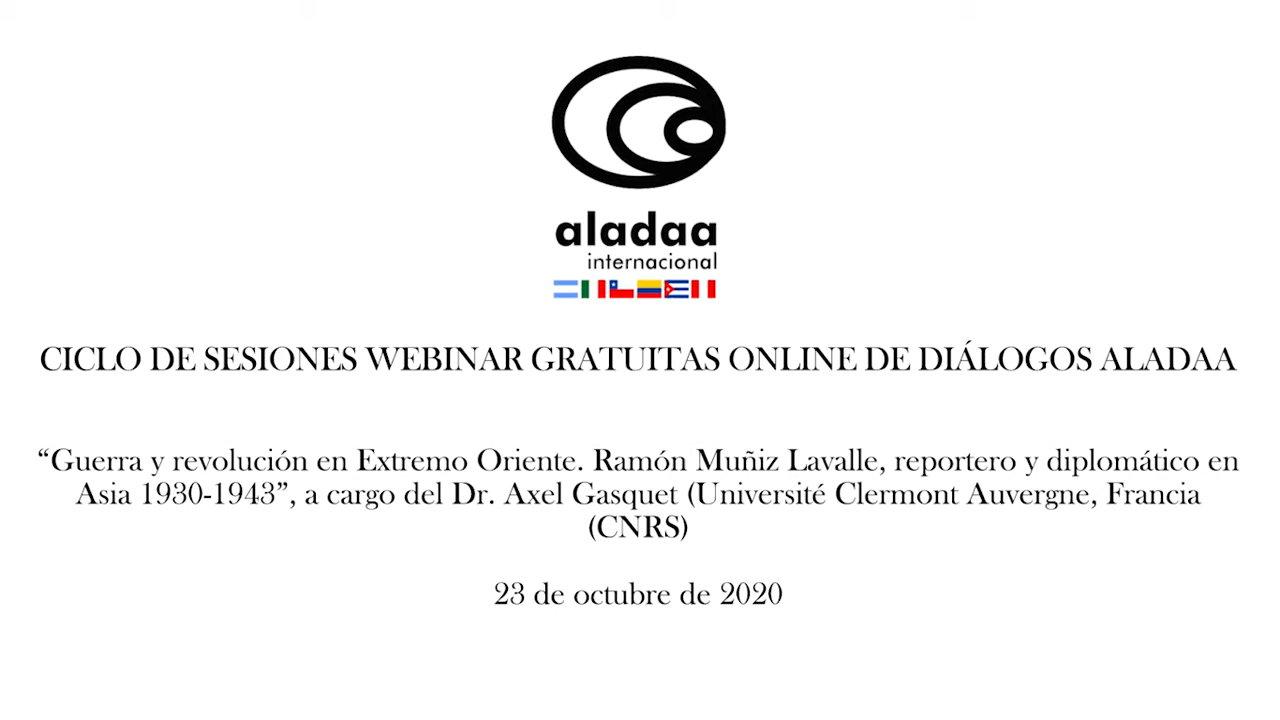 aladaa
internacional
CICLO DE SESIONES WEBINAR GRATUITAS ONLINE DE DIÁLOGOS ALADAA
“Guerra y revolución en Extremo Oriente. Ramón Muñiz Lavalle, reportero y diplomático en
Asia 1930-1943”, a cargo del Dr. Axel Gasquet (Université Clermont Auvergne, Francia
(CNRS)
23 de octubre de 2020